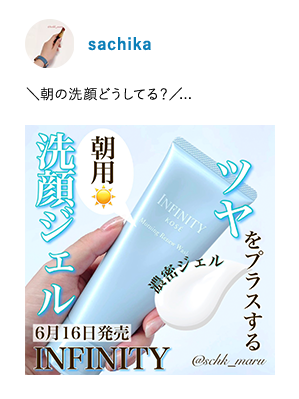 sachika
＼朝の洗顔どうしてる？／...
朝用
洗顔ジェル
ツヤ
をプラスする
INFINITY
KOSÉ
濃密ジェル
6月16日発売
INFINITY
@schk_maru